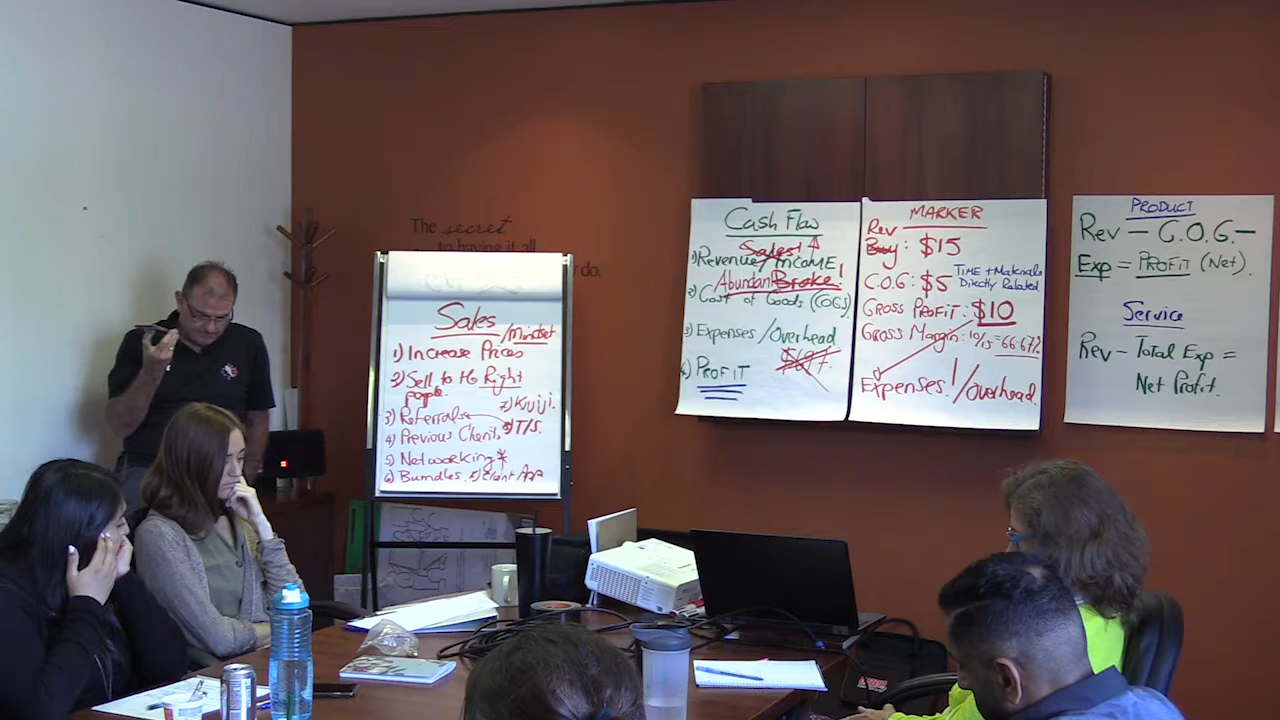 The secret
to having it all
do.
Sales
/Mindset
1) Increase Prices
2) Sell to the Right
people.
7) Kijiji.
3) Referrals
8) T/S.
4) Previous Clients
5) Networking *
6) Bundles.
Client App
Cash Flow
Sales↑
1) Revenue/INCOME
Abundant Broke!
2) Cost of Goods (COGS)
3) Expenses/Overhead
4) PROFIT
MARKER
Rev
Buy: $15
C.O.G: $5
TIME + Materials
Directly Related
GROSS PROFIT: $10
GROSS Margin: 10/15 = 66.67%
Expenses!/Overhead.
PRODUCT
Rev — C.O.G. —
Exp = PROFIT (Net).
Service
Rev - Total Exp =
Net Profit.